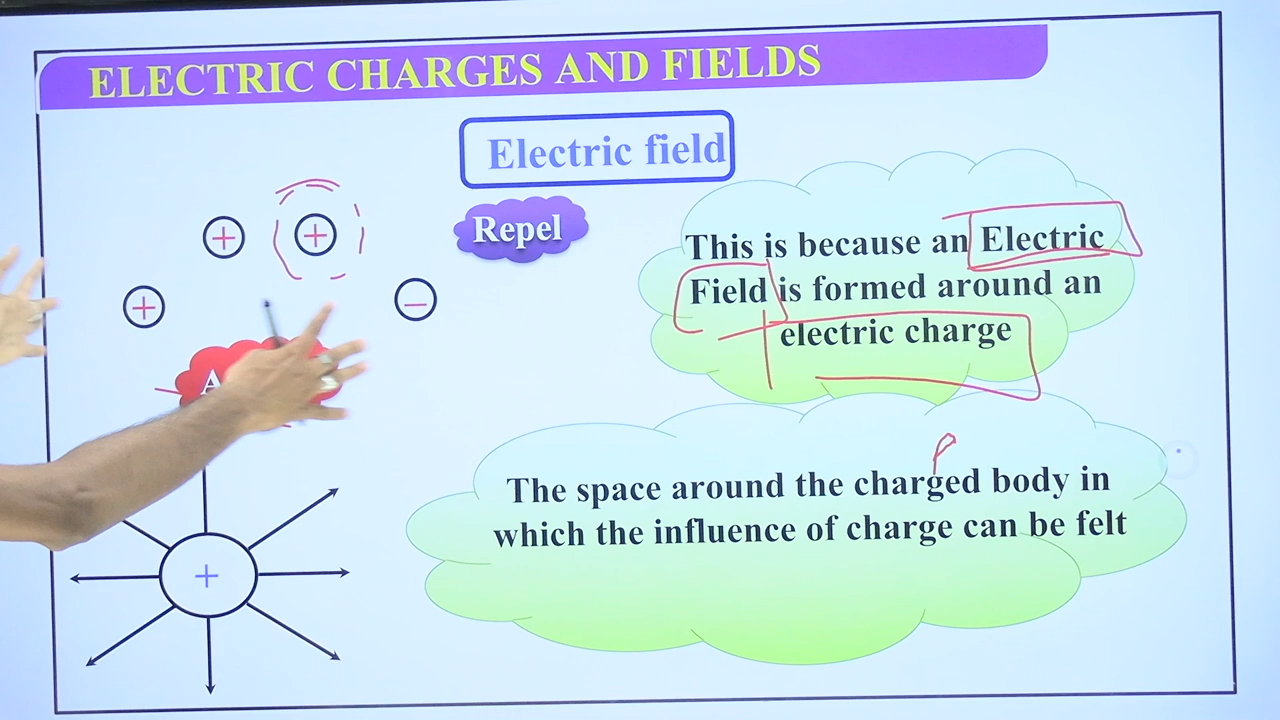 ELECTRIC CHARGES AND FIELDS
Electric field
Repel
This is because an Electric
Field is formed around an
electric charge
+ +
+ −
The space around the charged body in
which the influence of charge can be felt
+